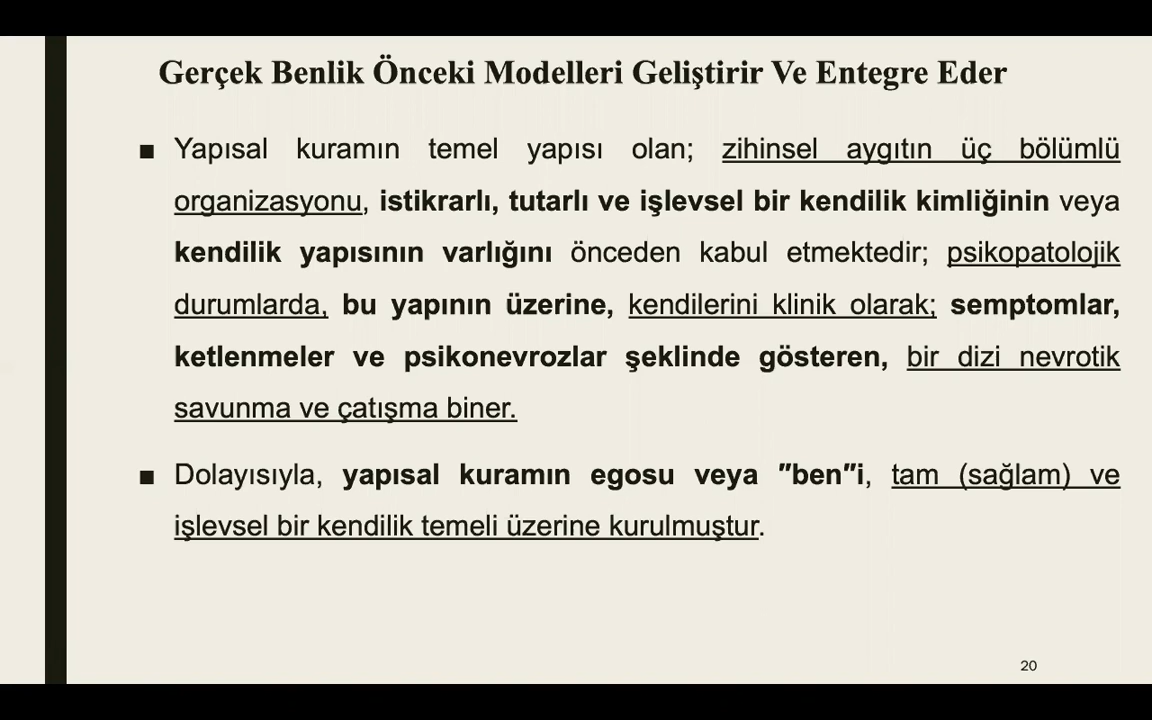 Gerçek Benlik Önceki Modelleri Geliştirir Ve Entegre Eder
■ Yapısal kuramın temel yapısı olan; zihinsel aygıtın üç bölümlü
organizasyonu, istikrarlı, tutarlı ve işlevsel bir kendilik kimliğinin veya
kendilik yapısının varlığını önceden kabul etmektedir; psikopatolojik
durumlarda, bu yapının üzerine, kendilerini klinik olarak; semptomlar,
ketlenmeler ve psikonevrozlar şeklinde gösteren, bir dizi nevrotik
savunma ve çatışma biner.
■ Dolayısıyla, yapısal kuramın egosu veya "ben"i, tam (sağlam) ve
işlevsel bir kendilik temeli üzerine kurulmuştur.
20